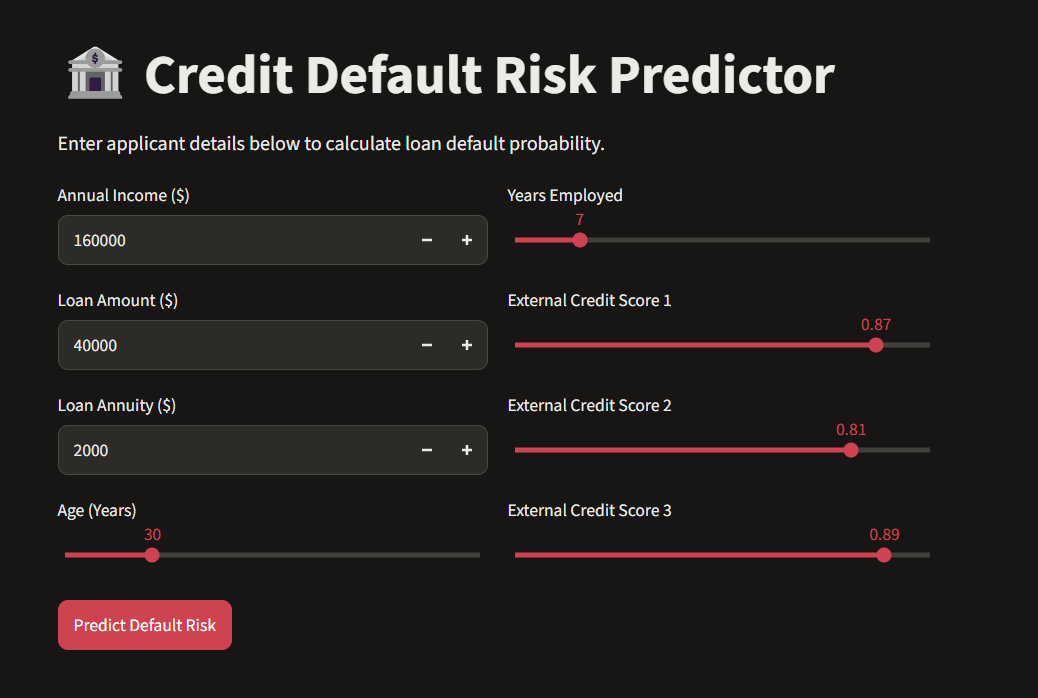 Credit Default Risk Predictor
Enter applicant details below to calculate loan default probability.
Annual Income ($)
160000
Loan Amount ($)
40000
Loan Annuity ($)
2000
Age (Years)
30
Years Employed
7
External Credit Score 1
0.87
External Credit Score 2
0.81
External Credit Score 3
0.89
Predict Default Risk